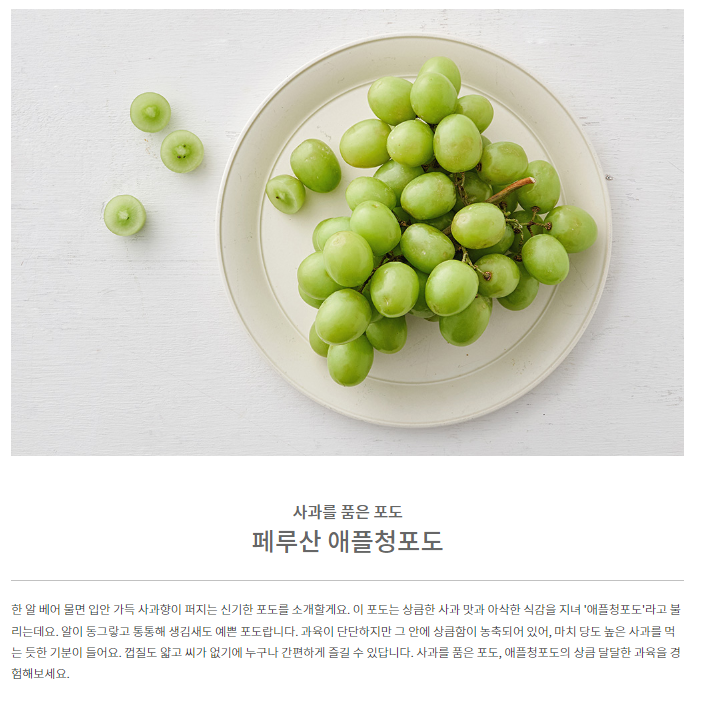 사과를 품은 포도
페루산 애플청포도
한 알 베어 물면 입안 가득 사과향이 퍼지는 신기한 포도를 소개할게요. 이 포도는 상큼한 사과 맛과 아삭한 식감을 지녀 '애플청포도'라고 불
리는데요. 알이 동그랗고 통통해 생김새도 예쁜 포도랍니다. 과육이 단단하지만 그 안에 상큼함이 농축되어 있어, 마치 당도 높은 사과를 먹
는 듯한 기분이 들어요. 껍질도 얇고 씨가 없기에 누구나 간편하게 즐길 수 있답니다. 사과를 품은 포도, 애플청포도의 상큼 달달한 과육을 경
험해보세요.